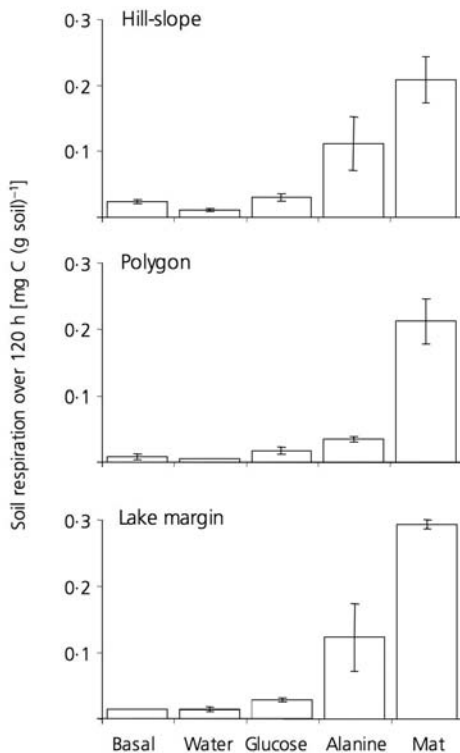 Soil respiration over 120 h [mg C (g soil)⁻¹]
Hill-slope
0·3
0·2
0·1
Polygon
0·3
0·2
0·1
Lake margin
0·3
0·2
0·1
Basal Water Glucose Alanine Mat